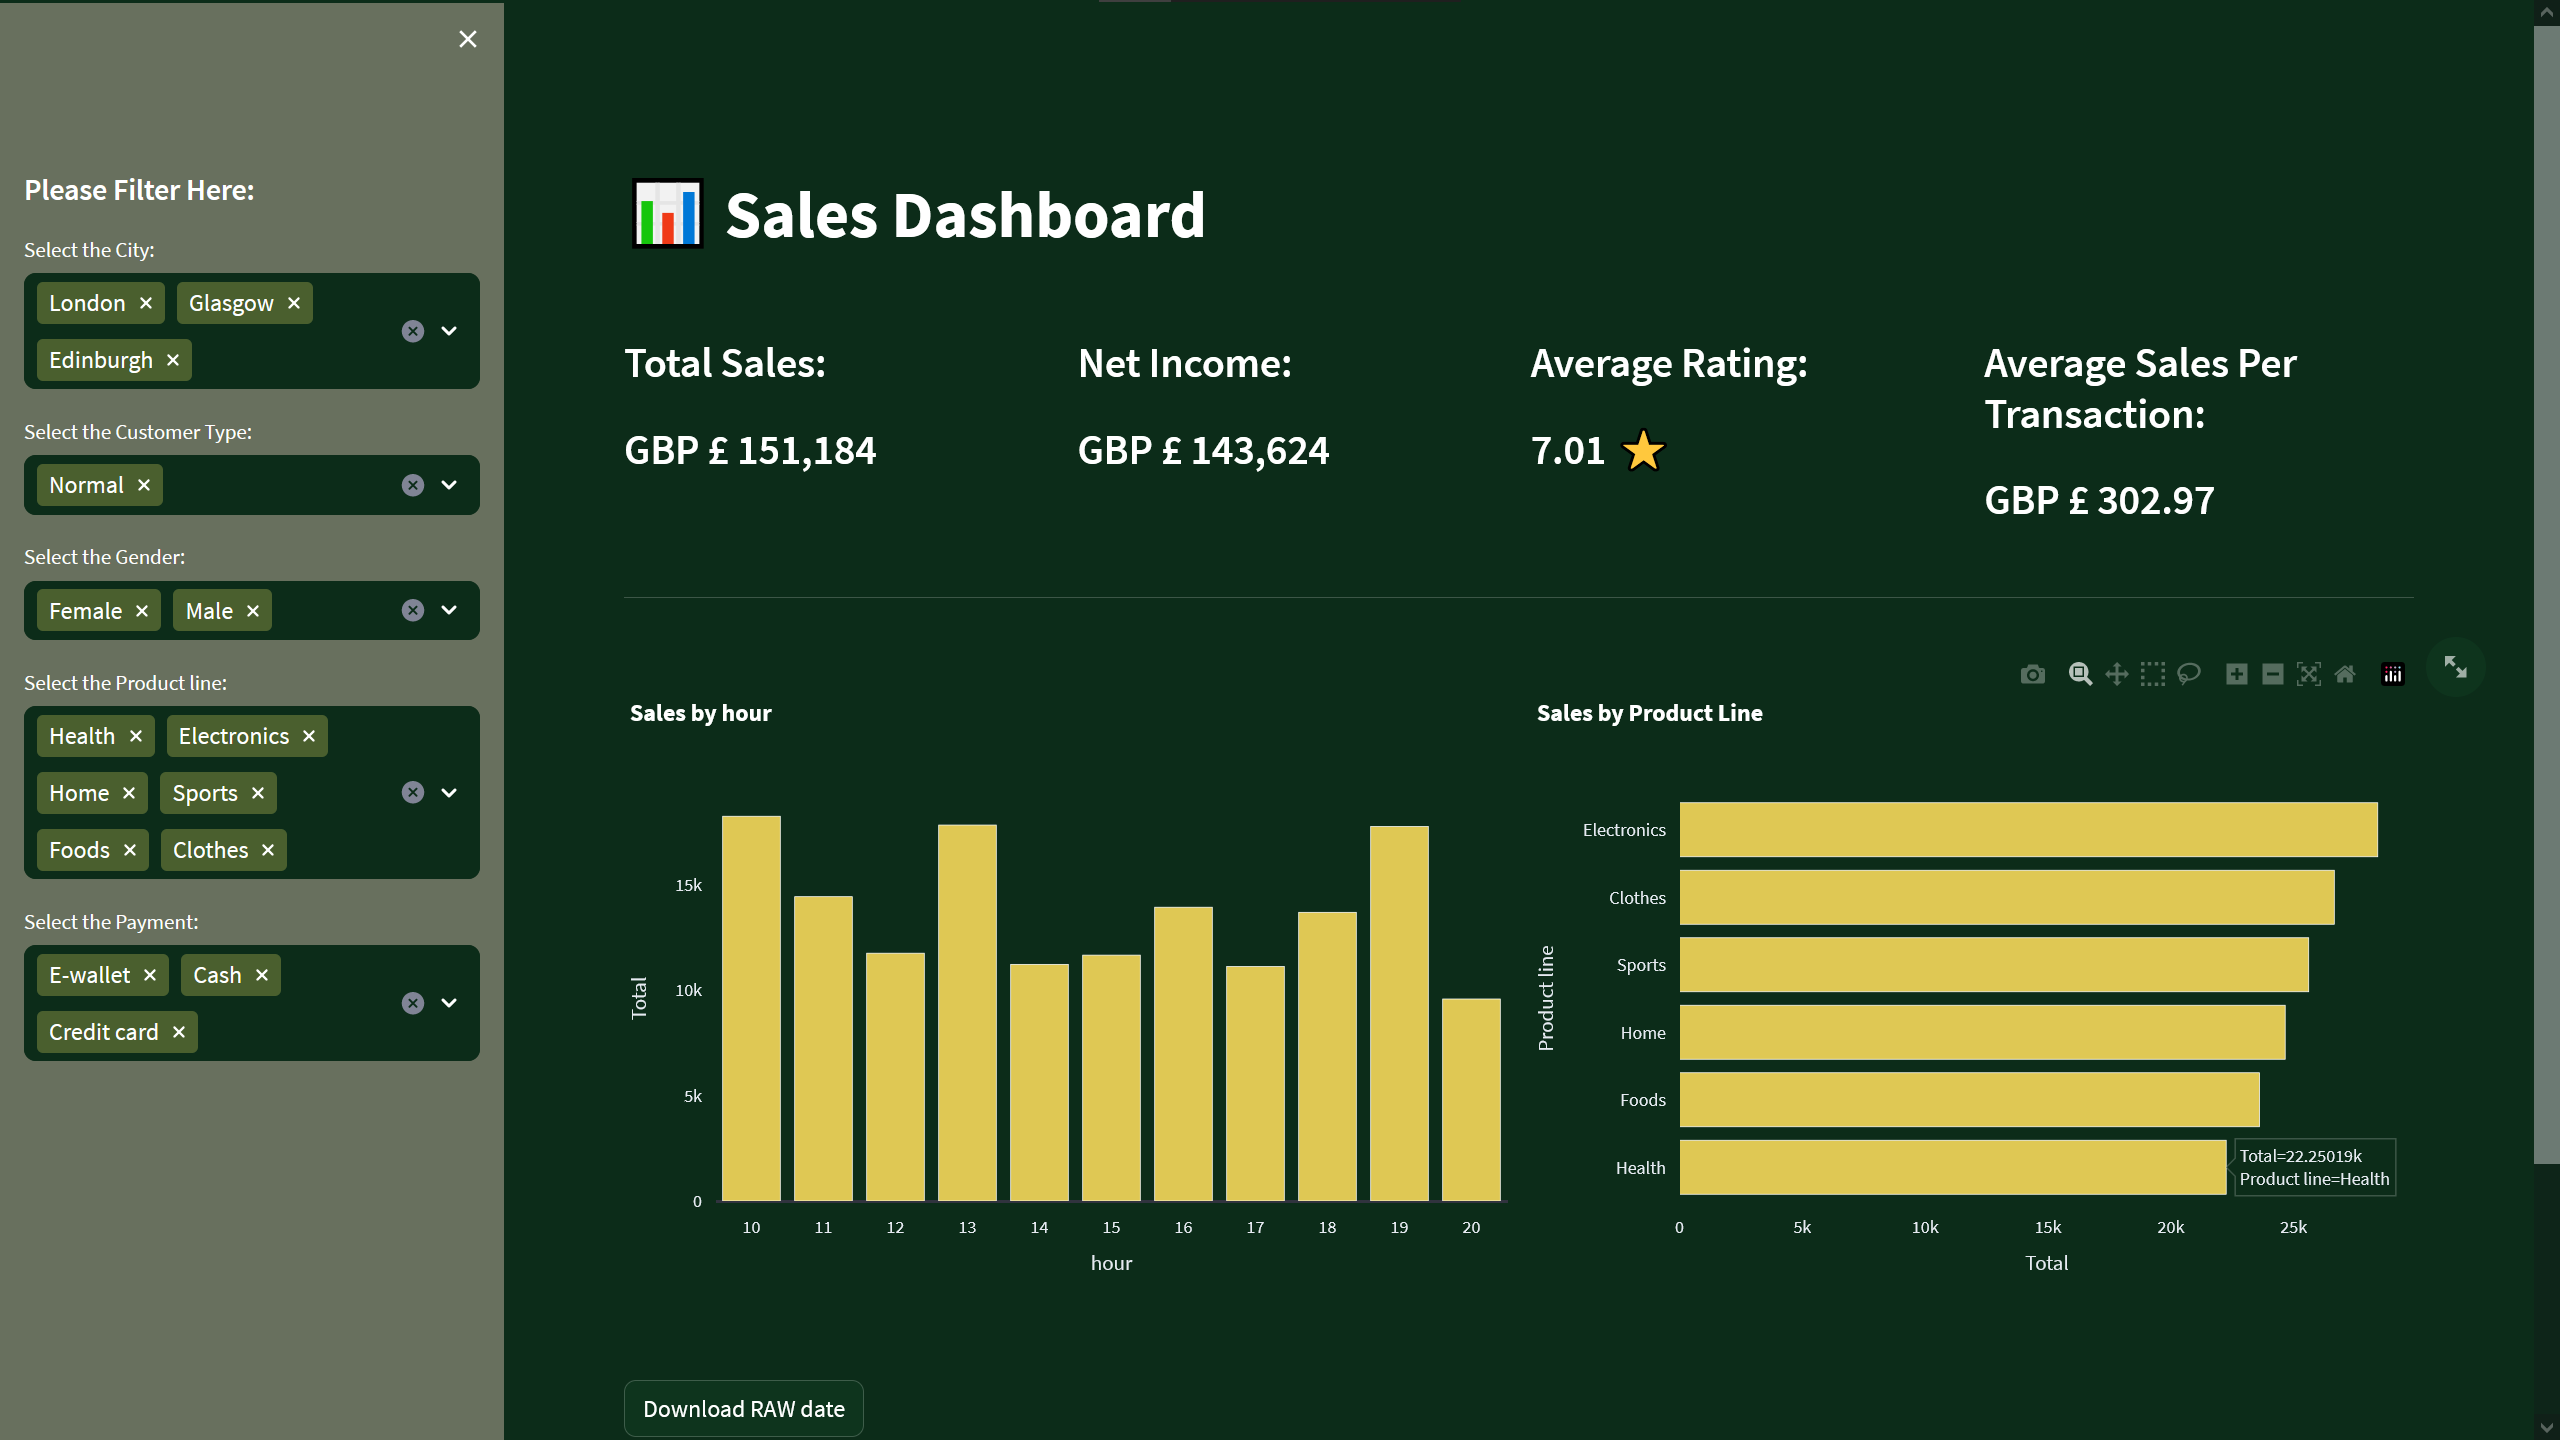 Please Filter Here:
Select the City:
London Glasgow
Edinburgh
Select the Customer Type:
Normal
Select the Gender:
Female Male
Select the Product line:
Health Electronics
Home Sports
Foods Clothes
Select the Payment:
E-wallet Cash
Credit card
Sales Dashboard
Total Sales:
GBP £ 151,184
Net Income:
GBP £ 143,624
Average Rating:
7.01
Average Sales Per
Transaction:
GBP £ 302.97
Sales by hour
Total
15k
10k
5k
0
10 11 12 13 14 15 16 17 18 19 20
hour
Sales by Product Line
Product line
Electronics
Clothes
Sports
Home
Foods
Health
Total=22.25019k
Product line=Health
0 5k 10k 15k 20k 25k
Total
Download RAW date